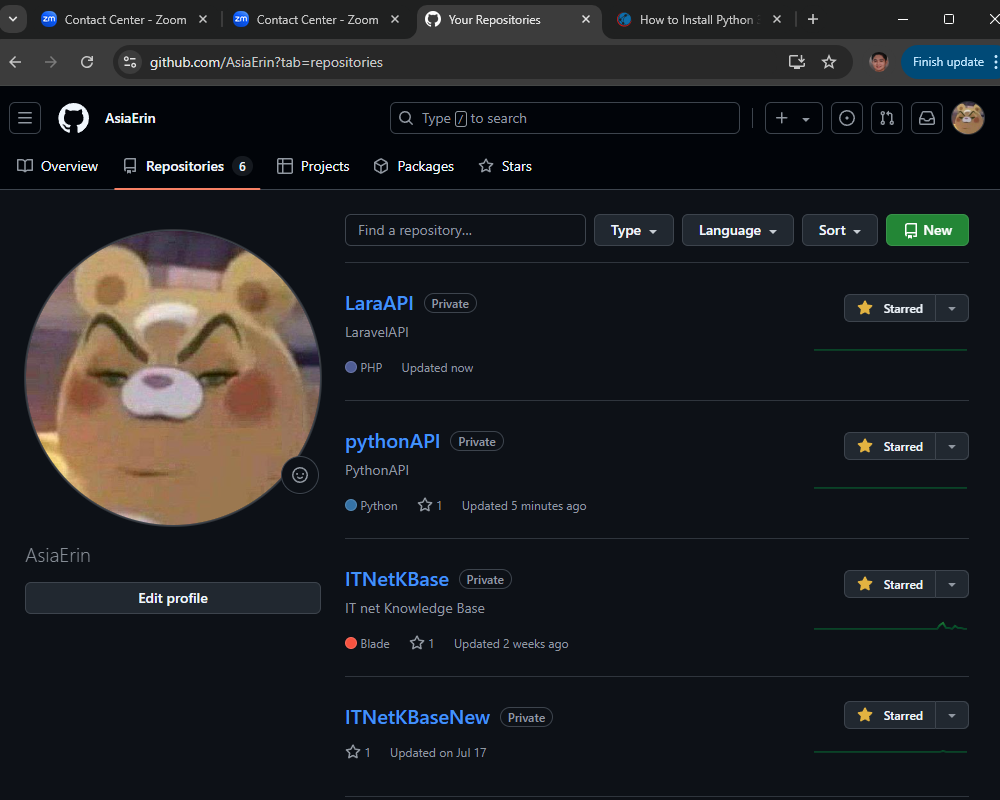 zm Contact Center - Zoom
zm Contact Center - Zoom
Your Repositories
How to Install Python
github.com/AsiaErin?tab=repositories
Finish update
AsiaErin
Type / to search
Overview
Repositories 6
Projects
Packages
Stars
Find a repository...
Type
Language
Sort
New
LaraAPI Private
Starred
LaravelAPI
PHP Updated now
pythonAPI Private
Starred
PythonAPI
Python 1 Updated 5 minutes ago
AsiaErin
Edit profile
ITNetKBase Private
Starred
IT net Knowledge Base
Blade 1 Updated 2 weeks ago
ITNetKBaseNew Private
Starred
1 Updated on Jul 17